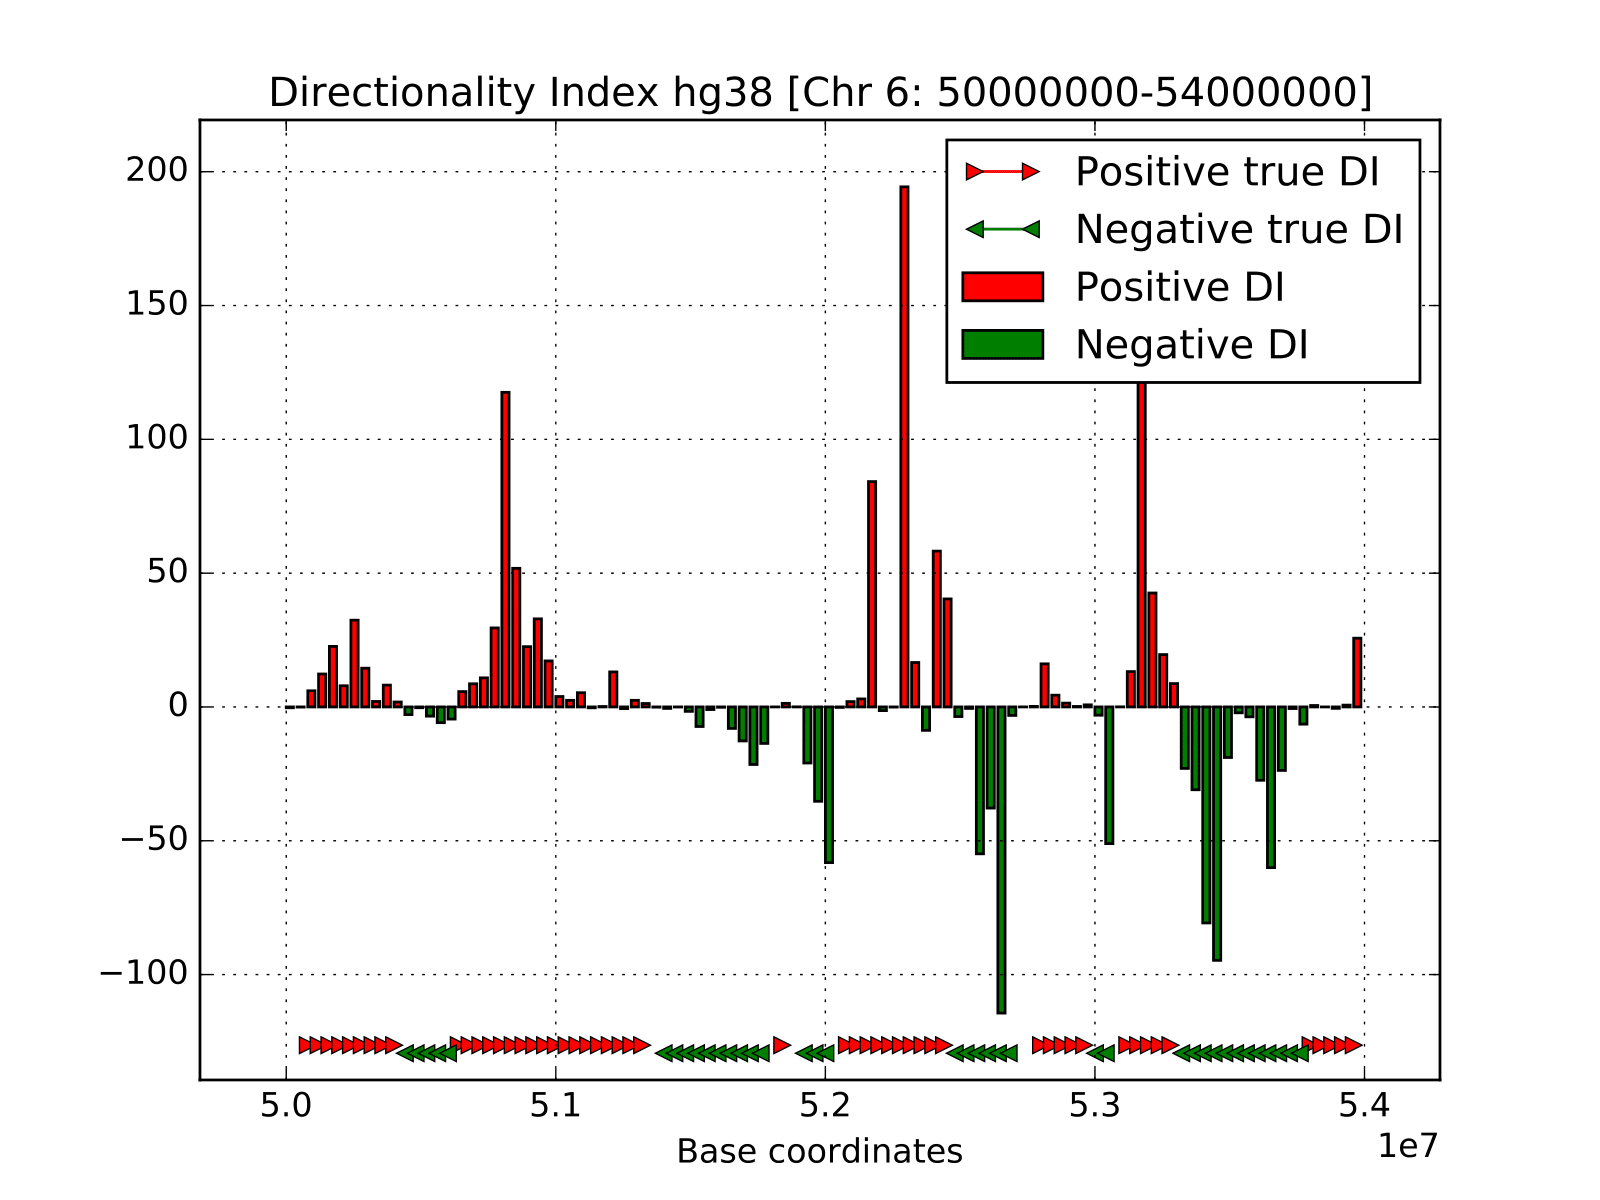 Directionality Index hg38 [Chr 6: 50000000-54000000]
200
150
100
50
0
−50
−100
Positive true DI
Negative true DI
Positive DI
Negative DI
5.0 5.1 5.2 5.3 5.4
1e7
Base coordinates